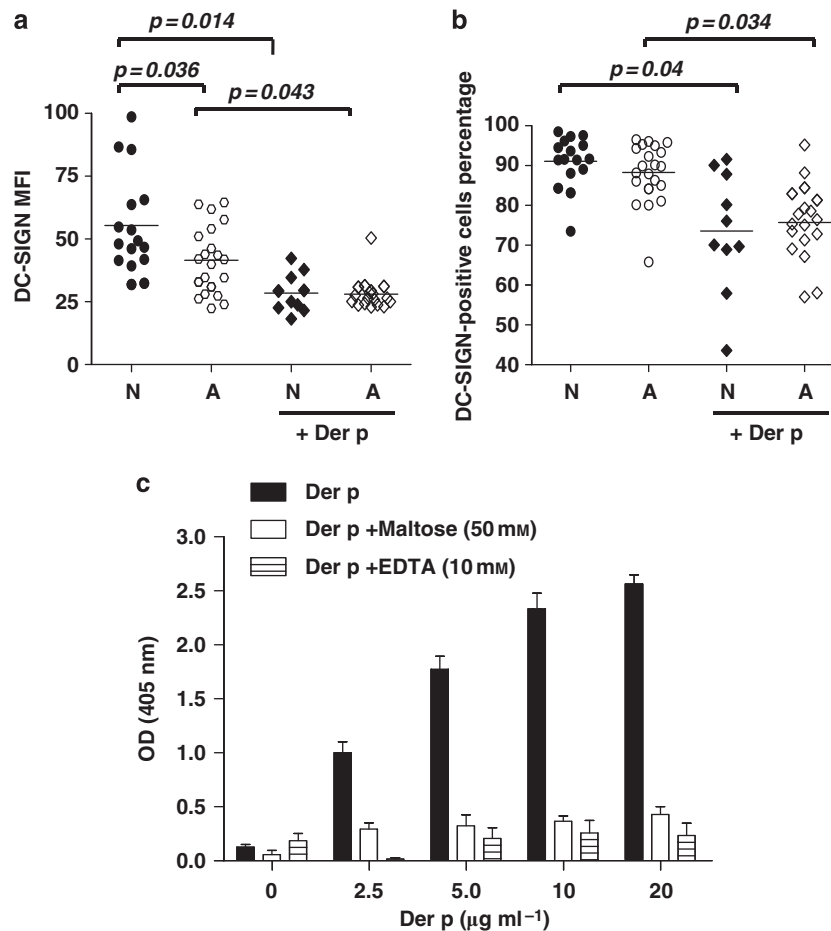 a
p=0.014
p=0.036
p=0.043
DC-SIGN MFI
100
75
50
25
0
N A N A
+ Der p
b
p=0.034
p=0.04
DC-SIGN-positive cells percentage
100
90
80
70
60
50
40
N A N A
+ Der p
c
Der p
Der p +Maltose (50 mM)
Der p +EDTA (10 mM)
OD (405 nm)
3.0
2.5
2.0
1.5
1.0
0.5
0.0
0 2.5 5.0 10 20
Der p (μg ml⁻¹)